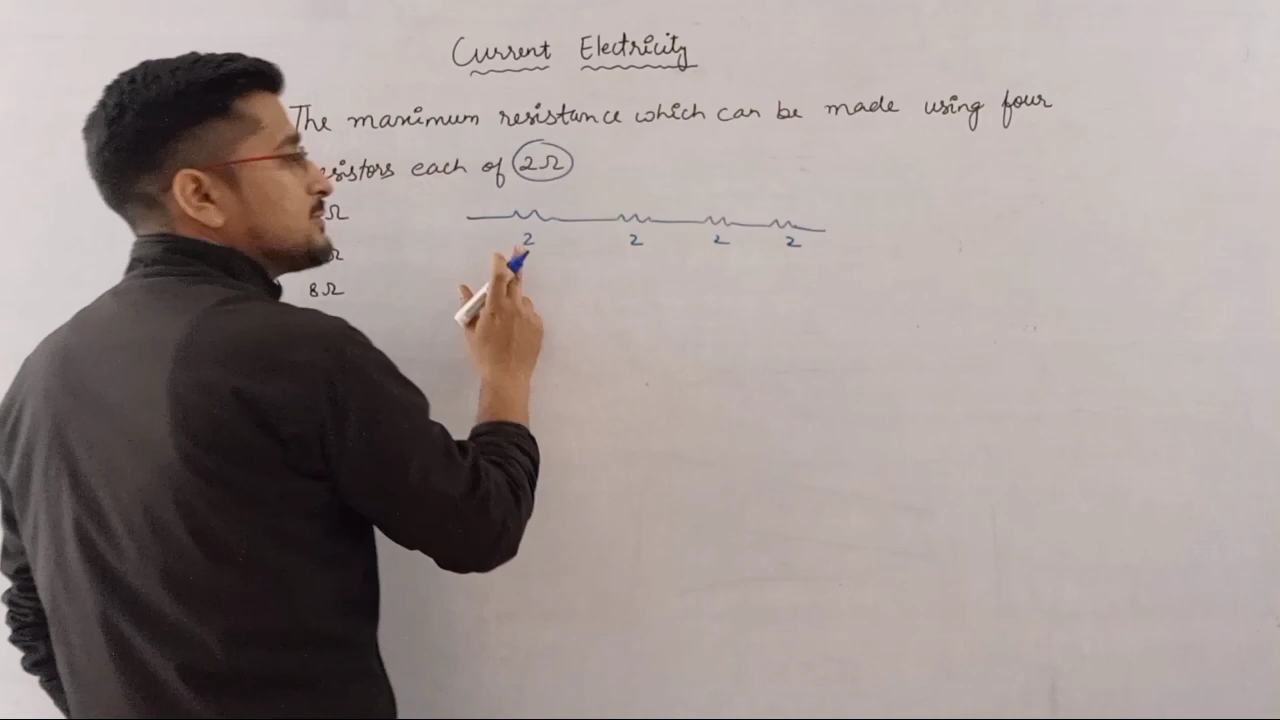 Current Electricity
The maximum resistance which can be made using four
esistors each of 2Ω
Ω
2 2 2 2
Ω
8Ω